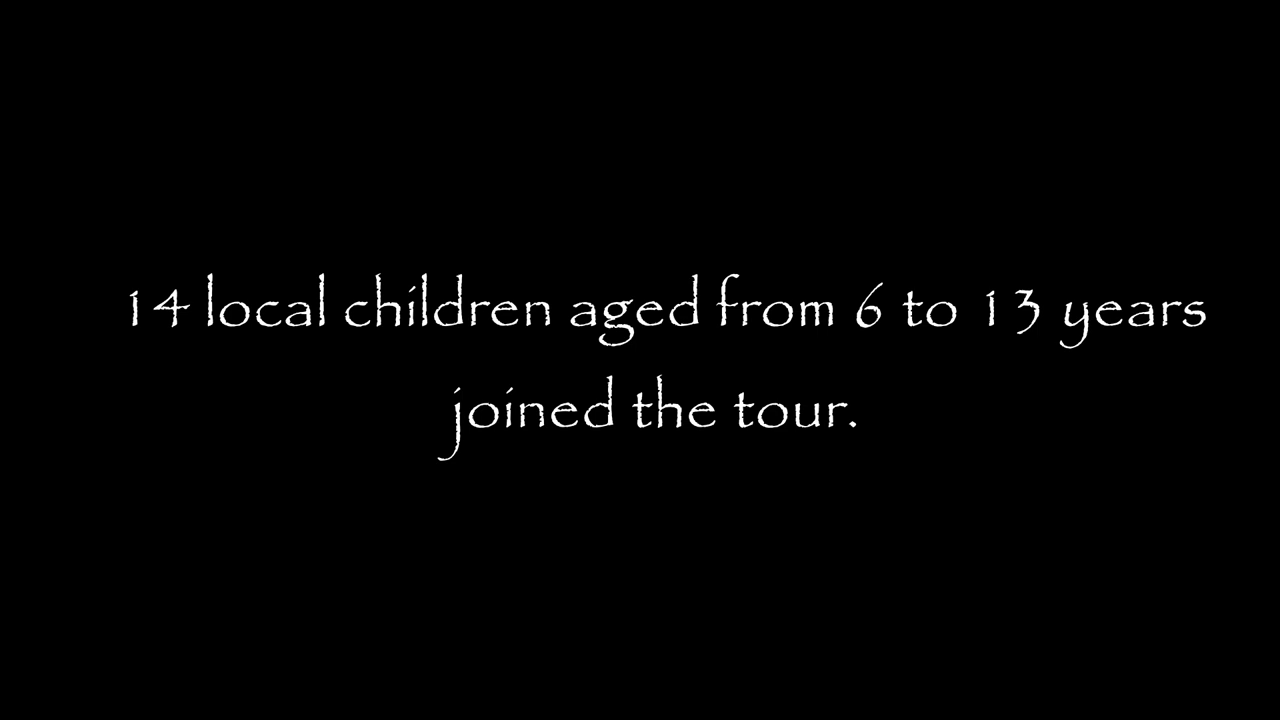 14 local children aged from 6 to 13 years
joined the tour.